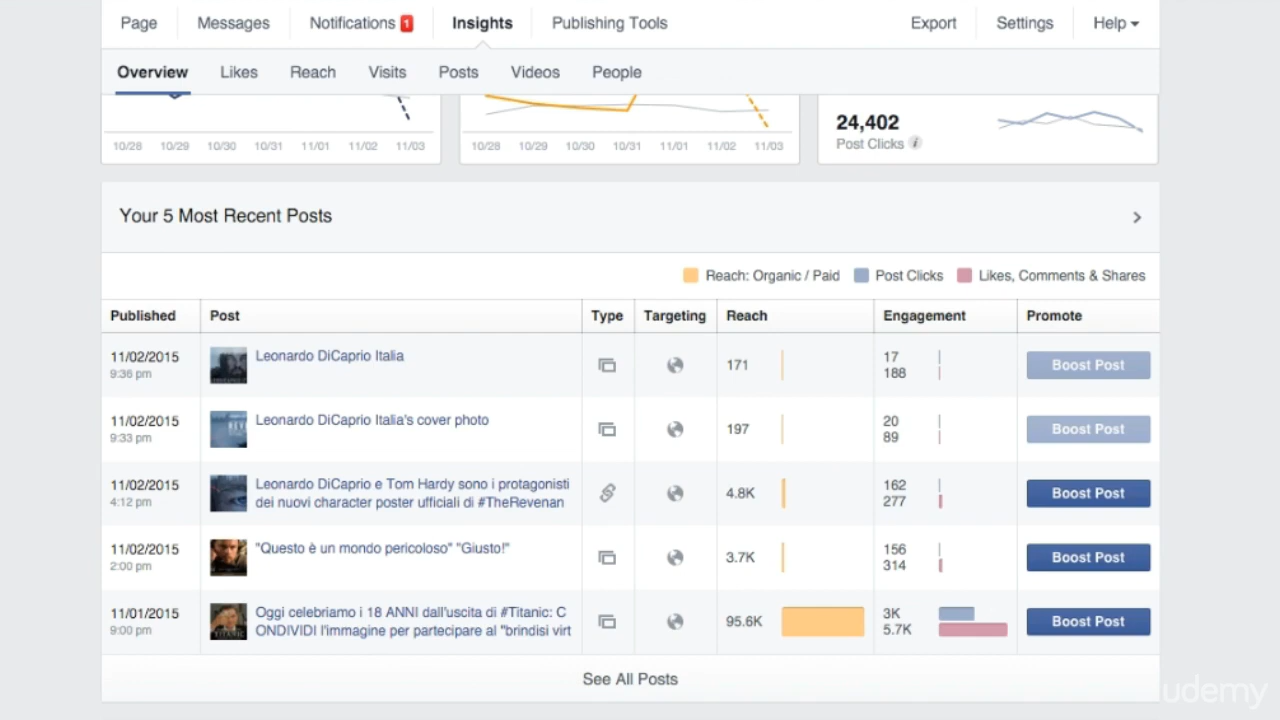 Page Messages Notifications 1 Insights Publishing Tools Export Settings Help
Overview Likes Reach Visits Posts Videos People
10/28 10/29 10/30 10/31 11/01 11/02 11/03
10/28 10/29 10/30 10/31 11/01 11/02 11/03
24,402
Post Clicks i
Your 5 Most Recent Posts
Reach: Organic / Paid Post Clicks Likes, Comments & Shares
Published Post Type Targeting Reach Engagement Promote
11/02/2015
9:36 pm
Leonardo DiCaprio Italia
171
17
188
Boost Post
11/02/2015
9:33 pm
Leonardo DiCaprio Italia's cover photo
197
20
89
Boost Post
11/02/2015
4:12 pm
Leonardo DiCaprio e Tom Hardy sono i protagonisti
dei nuovi character poster ufficiali di #TheRevenan
4.8K
162
277
Boost Post
11/02/2015
2:00 pm
"Questo è un mondo pericoloso" "Giusto!"
3.7K
156
314
Boost Post
11/01/2015
9:00 pm
TITANIC
Oggi celebriamo i 18 ANNI dall'uscita di #Titanic: C
ONDIVIDI l'immagine per partecipare al "brindisi virt
95.6K
3K
5.7K
Boost Post
See All Posts
udemy